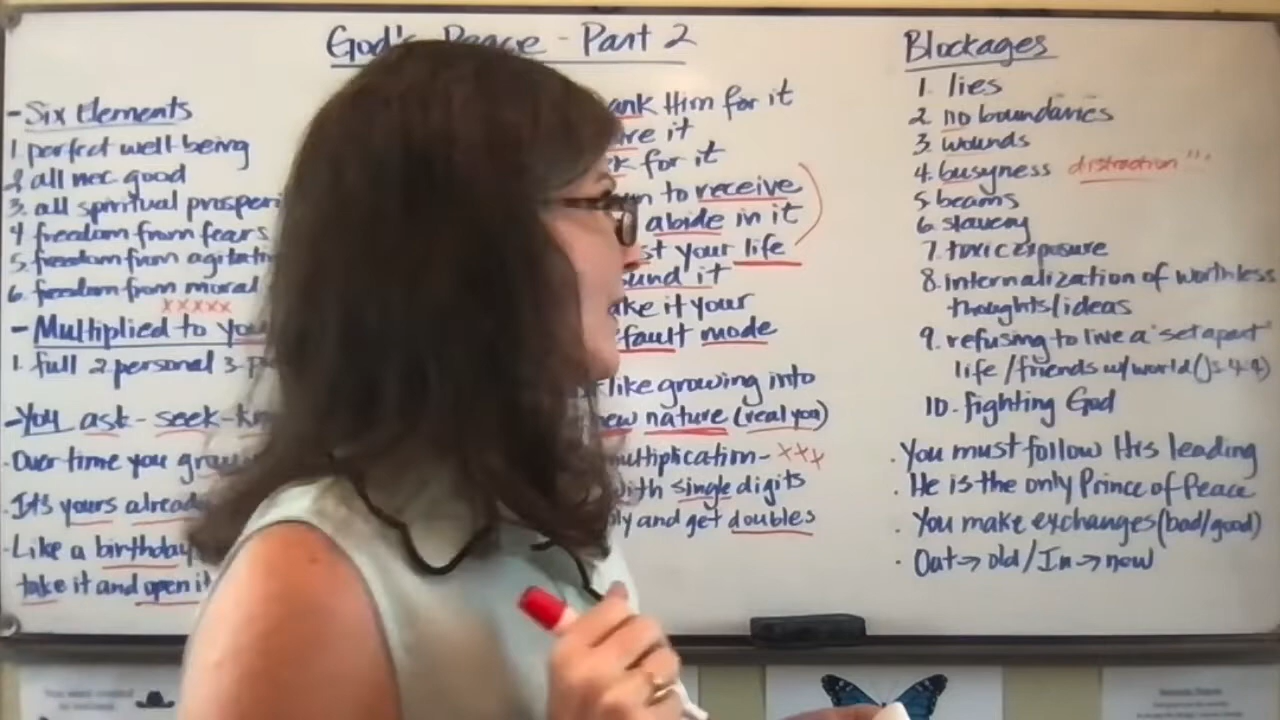 God's Peace - Part 2
- Six Elements
1. perfect well-being
2 all nec good
3. all spiritual prosperi
4 freedom from fears
5. freedom from agitati
6. freedom from moral
xxxxx
- Multiplied to you
1. full 2 personal 3-
- You ask - seek - kn
· Over time you grow
· It's yours already
· Like a birthday
take it and open it
ank Him for it
re it
k for it
n to receive
abide in it
st your life
ound it
ake it your
fault mode
like growing into
new nature (real you)
multiplication - xxx
with single digits
ly and get doubles
Blockages
1. lies
2. no boundaries
3. wounds
4. busyness distraction
5. beams
6. slavery
7. toxic exposure
8. internalization of worthless
thoughts/ideas
9. refusing to live a "set apart"
life / friends w/ world (Js 4:4)
10. fighting God
· You must follow His leading
· He is the only Prince of Peace
· You make exchanges (bad/good)
· Out → old / In → new